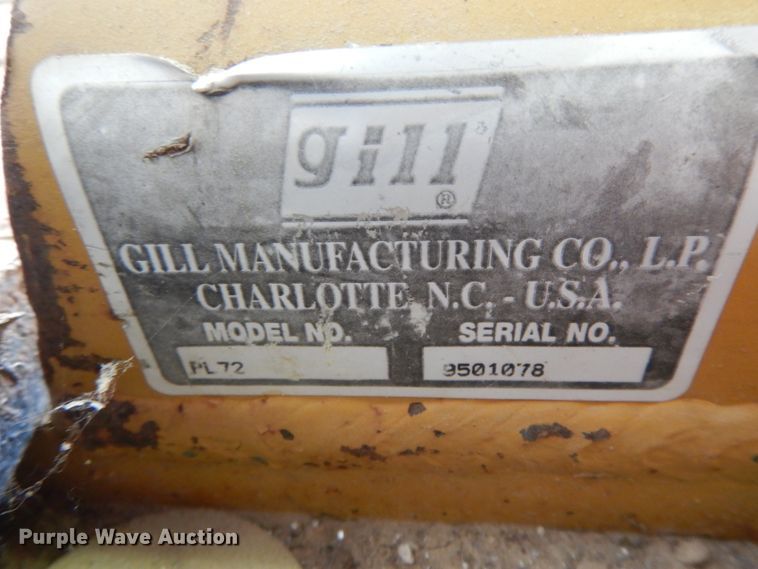 gill ®
GILL MANUFACTURING CO., L.P.
CHARLOTTE, N.C. - U.S.A.
MODEL NO. SERIAL NO.
PL72 9501078
Purple Wave Auction